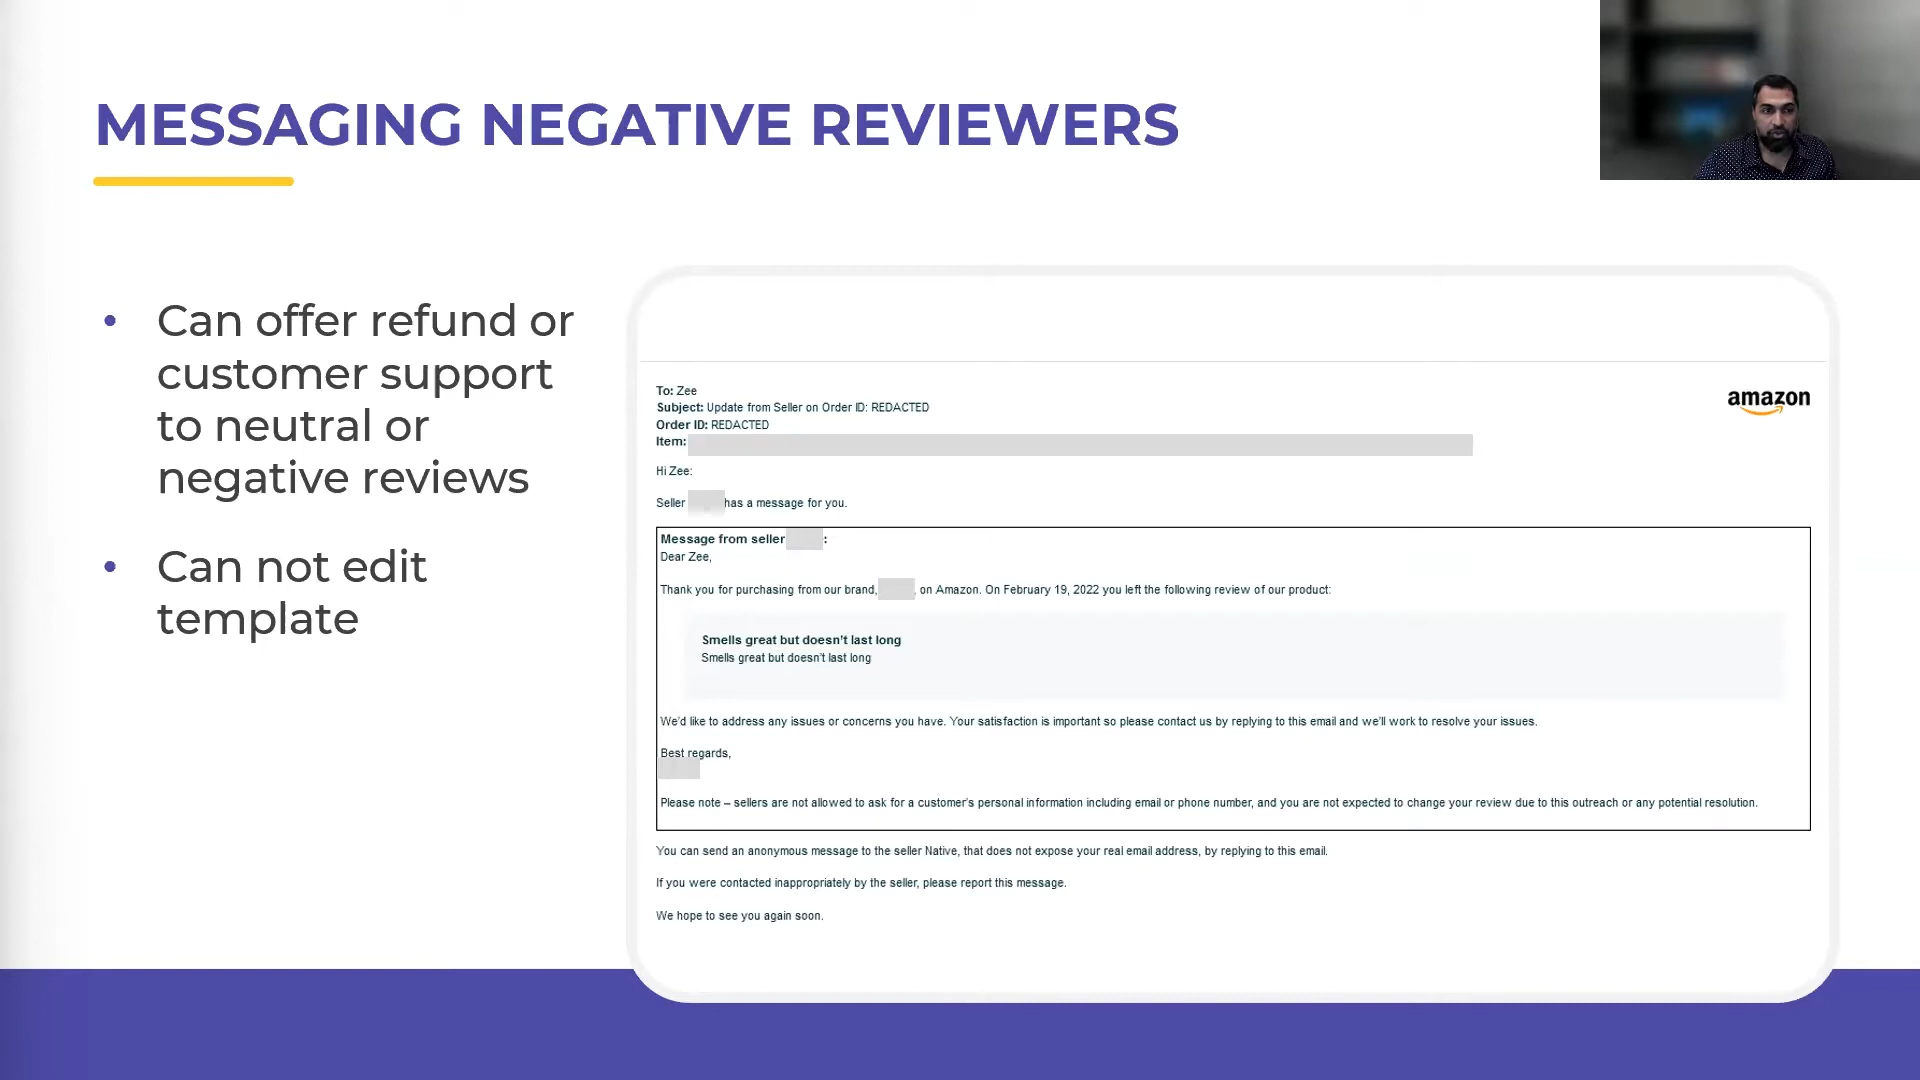 MESSAGING NEGATIVE REVIEWERS
• Can offer refund or
customer support
to neutral or
negative reviews
• Can not edit
template
amazon
To: Zee
Subject: Update from Seller on Order ID: REDACTED
Order ID: REDACTED
Item:
Hi Zee:
Seller has a message for you.
Message from seller :
Dear Zee,
Thank you for purchasing from our brand, , on Amazon. On February 19, 2022 you left the following review of our product:
Smells great but doesn't last long
Smells great but doesn't last long
We'd like to address any issues or concerns you have. Your satisfaction is important so please contact us by replying to this email and we'll work to resolve your issues.
Best regards,
Please note – sellers are not allowed to ask for a customer's personal information including email or phone number, and you are not expected to change your review due to this outreach or any potential resolution.
You can send an anonymous message to the seller Native, that does not expose your real email address, by replying to this email.
If you were contacted inappropriately by the seller, please report this message.
We hope to see you again soon.